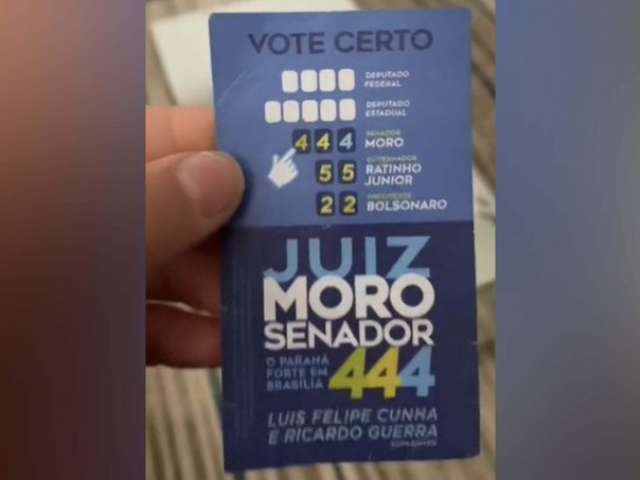 VOTE CERTO
DEPUTADO
FEDERAL
DEPUTADO
ESTADUAL
444 SENADOR
MORO
55 GOVERNADOR
RATINHO
JUNIOR
22 PRESIDENTE
BOLSONARO
JUIZ
MORO
SENADOR
O PARANÁ
FORTE EM
BRASÍLIA
444
LUIS FELIPE CUNHA
E RICARDO GUERRA
SUPLENTES